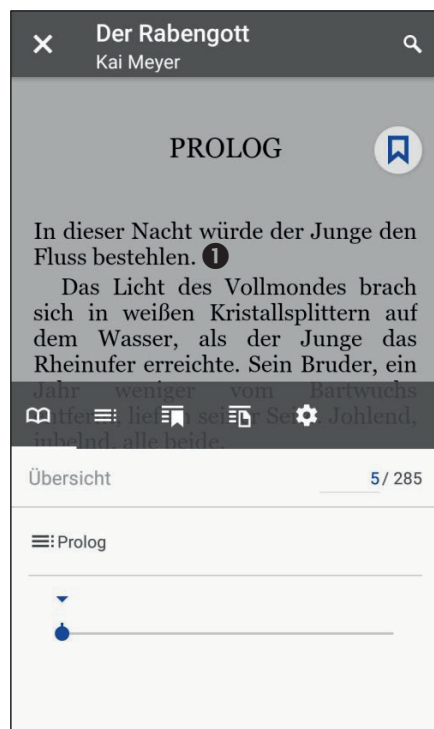 Der Rabengott
Kai Meyer
PROLOG
In dieser Nacht würde der Junge den
Fluss bestehlen. ❶
Das Licht des Vollmondes brach
sich in weißen Kristallsplittern auf
dem Wasser, als der Junge das
Rheinufer erreichte. Sein Bruder, ein
Jahr weniger vom Bartwuchs
Johlend,
jubelnd, alle beide.
Übersicht 5 / 285
Prolog